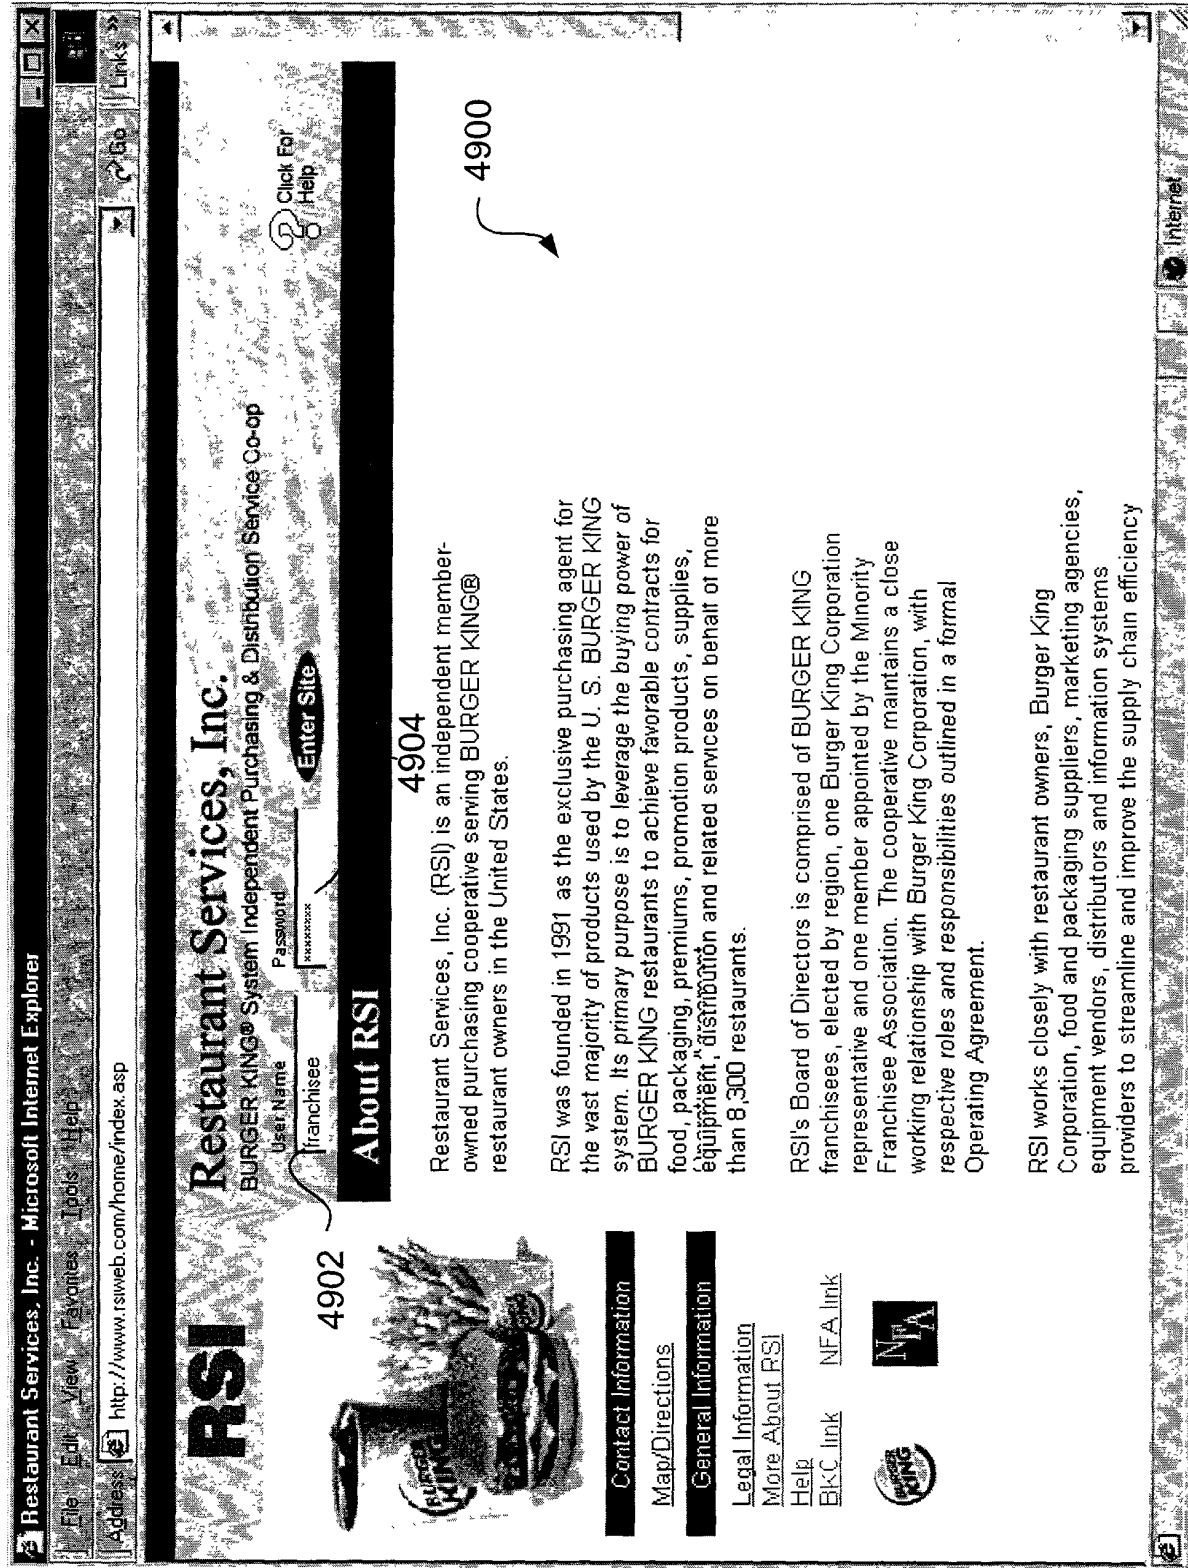 Restaurant Services, Inc. - Microsoft Internet Explorer
File Edit View Favorites Tools Help
Address http://www.rsiweb.com/home/index.asp Go Links »
RSI
Restaurant Services, Inc.
BURGER KING® System Independent Purchasing & Distribution Service Co-op
User Name Password
franchisee xxxxxxxx Enter Site
Click For
Help
4902
About RSI
4904
4900
Restaurant Services, Inc. (RSI) is an independent member-
owned purchasing cooperative serving BURGER KING®
restaurant owners in the United States.
RSI was founded in 1991 as the exclusive purchasing agent for
the vast majority of products used by the U. S. BURGER KING
system. Its primary purpose is to leverage the buying power of
BURGER KING restaurants to achieve favorable contracts for
food, packaging, premiums, promotion products, supplies,
equipment, distribution and related services on behalf of more
than 8,300 restaurants.
RSI's Board of Directors is comprised of BURGER KING
franchisees, elected by region, one Burger King Corporation
representative and one member appointed by the Minority
Franchisee Association. The cooperative maintains a close
working relationship with Burger King Corporation, with
respective roles and responsibilities outlined in a formal
Operating Agreement.
RSI works closely with restaurant owners, Burger King
Corporation, food and packaging suppliers, marketing agencies,
equipment vendors, distributors and information systems
providers to streamline and improve the supply chain efficiency
BURGER
KING
Contact Information
Map/Directions
General Information
Legal Information
More About RSI
Help
BKC link NFA link
BURGER
KING
NFA
Internet